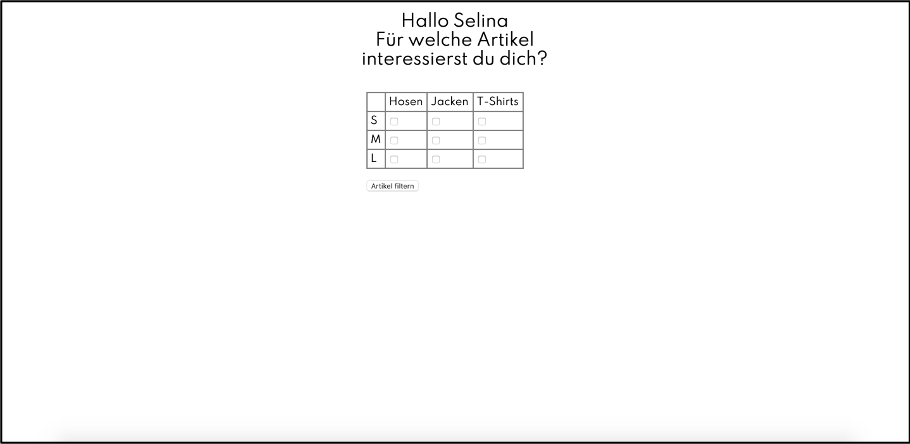 Hallo Selina
Für welche Artikel
interessierst du dich?
Hosen Jacken T-Shirts
S
M
L
Artikel filtern